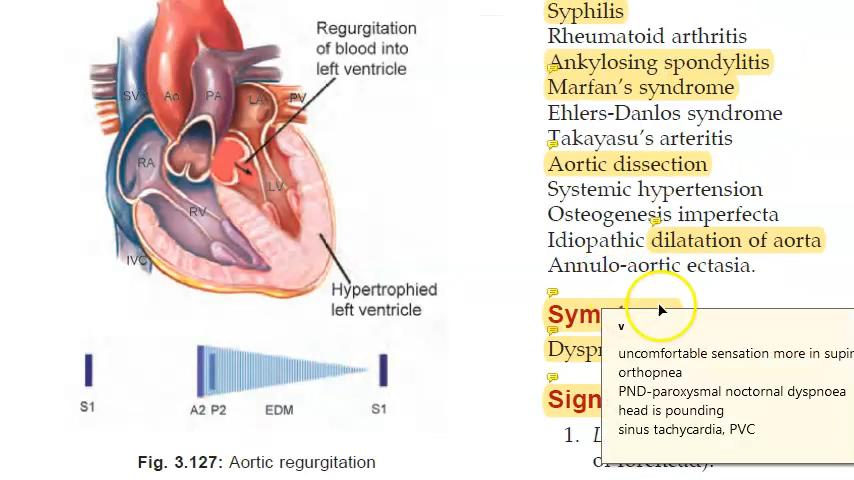 Regurgitation
of blood into
left ventricle
SV
Ao
PA
LA
PV
RA
LV
RV
IVC
Hypertrophied
left ventricle
S1
A2 P2
EDM
S1
Fig. 3.127: Aortic regurgitation
Syphilis
Rheumatoid arthritis
Ankylosing spondylitis
Marfan's syndrome
Ehlers-Danlos syndrome
Takayasu's arteritis
Aortic dissection
Systemic hypertension
Osteogenesis imperfecta
Idiopathic dilatation of aorta
Annulo-aortic ectasia.
Sym
Dysp
Sign
1. L
v
uncomfortable sensation more in supin
orthopnea
PND-paroxysmal noctornal dyspnoea
head is pounding
sinus tachycardia, PVC